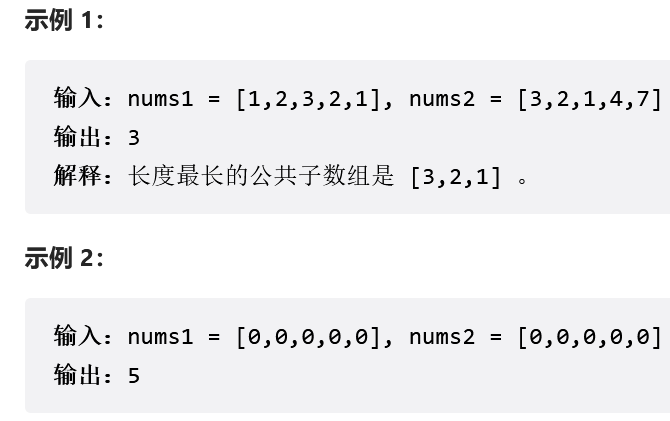 示例 1：
输入：nums1 = [1,2,3,2,1], nums2 = [3,2,1,4,7]
输出：3
解释：长度最长的公共子数组是 [3,2,1] 。
示例 2：
输入：nums1 = [0,0,0,0,0], nums2 = [0,0,0,0,0]
输出：5